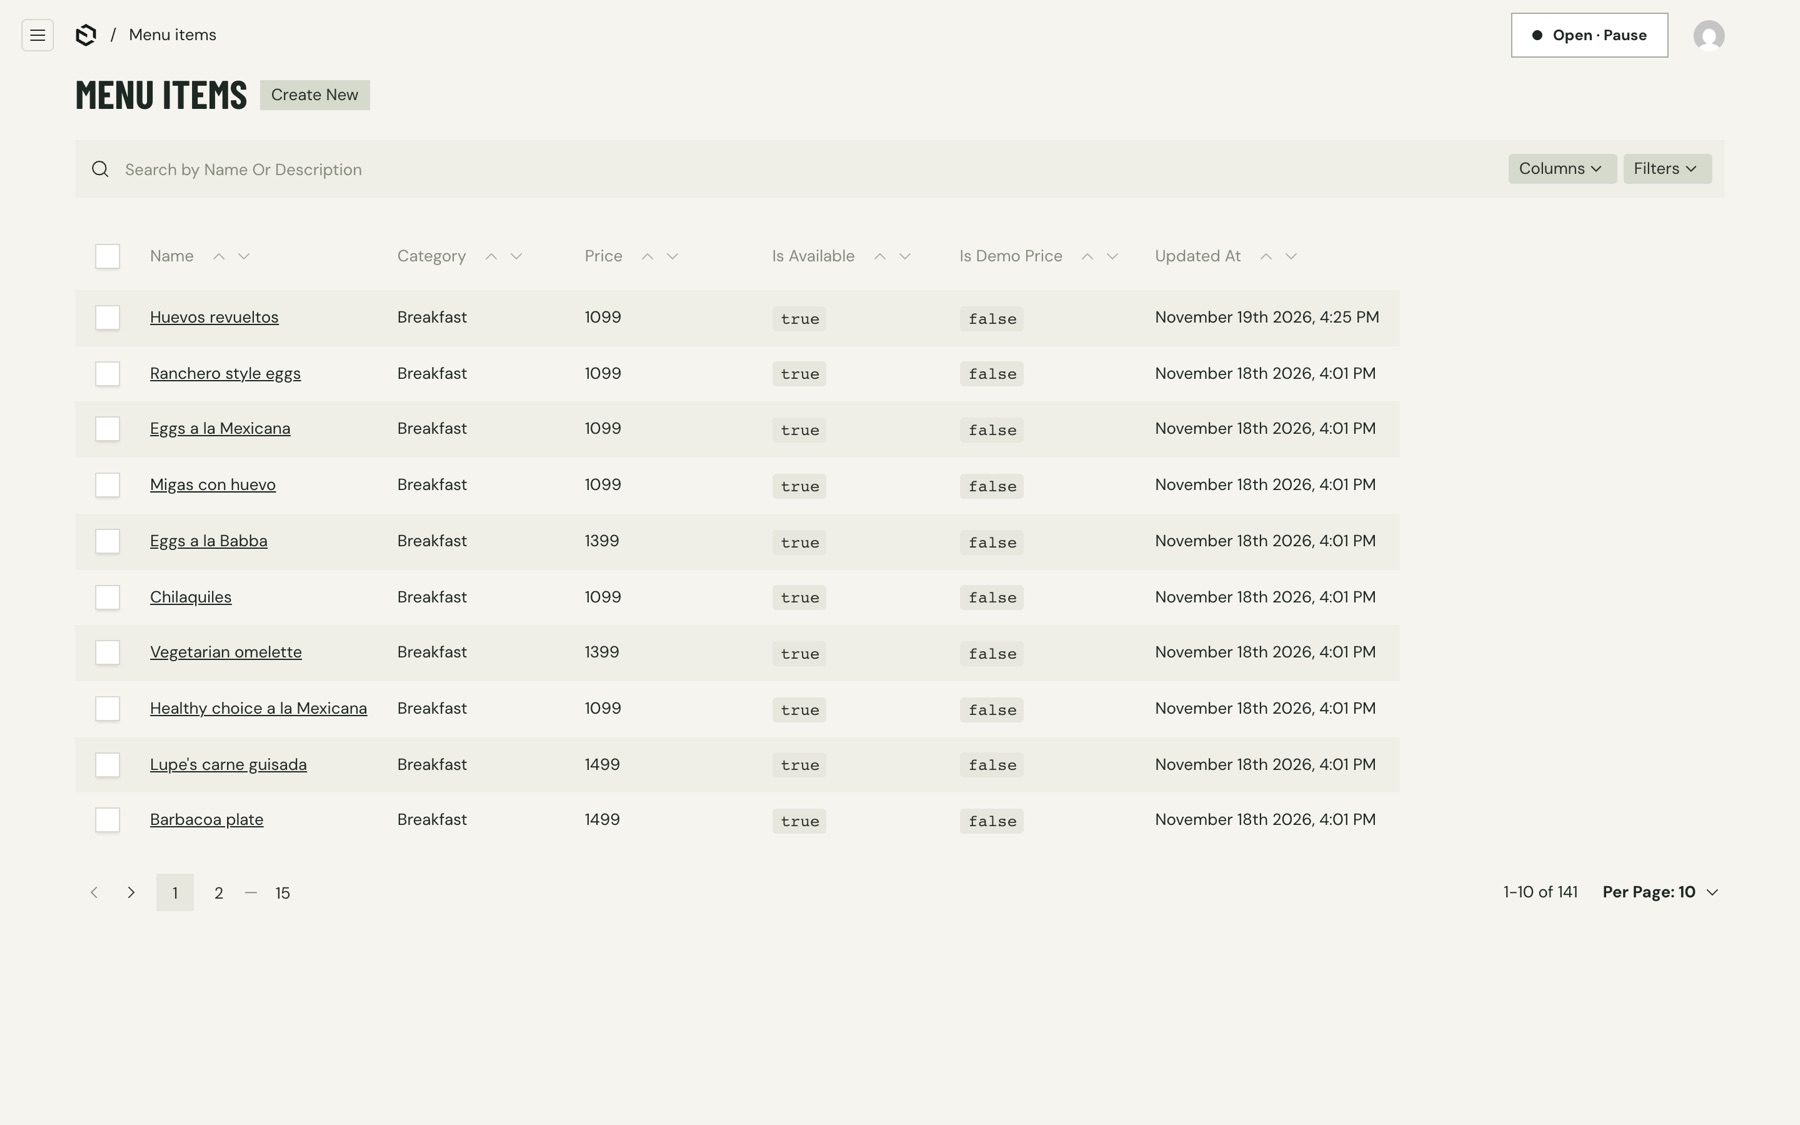 / Menu items
Open · Pause
MENU ITEMS
Create New
Search by Name Or Description
Columns
Filters
Name Category Price Is Available Is Demo Price Updated At
Huevos revueltos Breakfast 1099 true false November 19th 2026, 4:25 PM
Ranchero style eggs Breakfast 1099 true false November 18th 2026, 4:01 PM
Eggs a la Mexicana Breakfast 1099 true false November 18th 2026, 4:01 PM
Migas con huevo Breakfast 1099 true false November 18th 2026, 4:01 PM
Eggs a la Babba Breakfast 1399 true false November 18th 2026, 4:01 PM
Chilaquiles Breakfast 1099 true false November 18th 2026, 4:01 PM
Vegetarian omelette Breakfast 1399 true false November 18th 2026, 4:01 PM
Healthy choice a la Mexicana Breakfast 1099 true false November 18th 2026, 4:01 PM
Lupe's carne guisada Breakfast 1499 true false November 18th 2026, 4:01 PM
Barbacoa plate Breakfast 1499 true false November 18th 2026, 4:01 PM
1 2 — 15
1-10 of 141 Per Page: 10